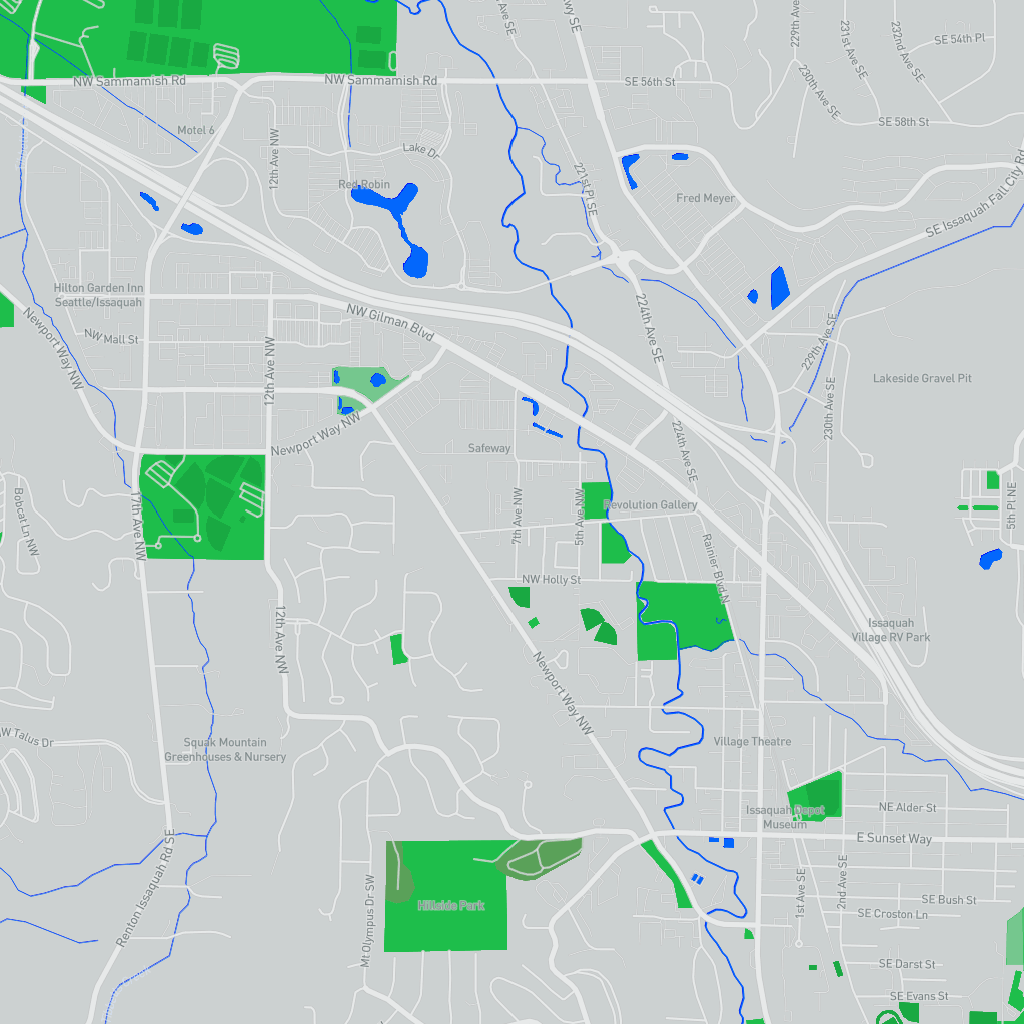 Ave SE
wy SE
229th Ave SE
231st Ave SE
232nd Ave SE
SE 54th Pl
NW Sammamish Rd
NW Sammamish Rd
SE 56th St
230th Ave SE
SE 58th St
Motel 6
12th Ave NW
Lake Dr
Red Robin
221st Pl SE
Fred Meyer
SE Issaquah Fall City Rd
Hilton Garden Inn
Seattle/Issaquah
Newport Way NW
NW Mall St
NW Gilman Blvd
224th Ave SE
229th Ave SE
12th Ave NW
Lakeside Gravel Pit
230th Ave SE
Newport Way NW
224th Ave SE
Safeway
Bobcat Ln NW
17th Ave NW
7th Ave NW
5th Ave NW
Revolution Gallery
5th Pl NE
Rainier Blvd N
NW Holly St
12th Ave NW
Issaquah
Village RV Park
Newport Way NW
W Talus Dr
Squak Mountain
Greenhouses & Nursery
Village Theatre
Issaquah Depot
Museum
NE Alder St
E Sunset Way
Renton Issaquah Rd SE
Mt Olympus Dr SW
Hillside Park
1st Ave SE
2nd Ave SE
SE Bush St
SE Croston Ln
SE Darst St
SE Evans St